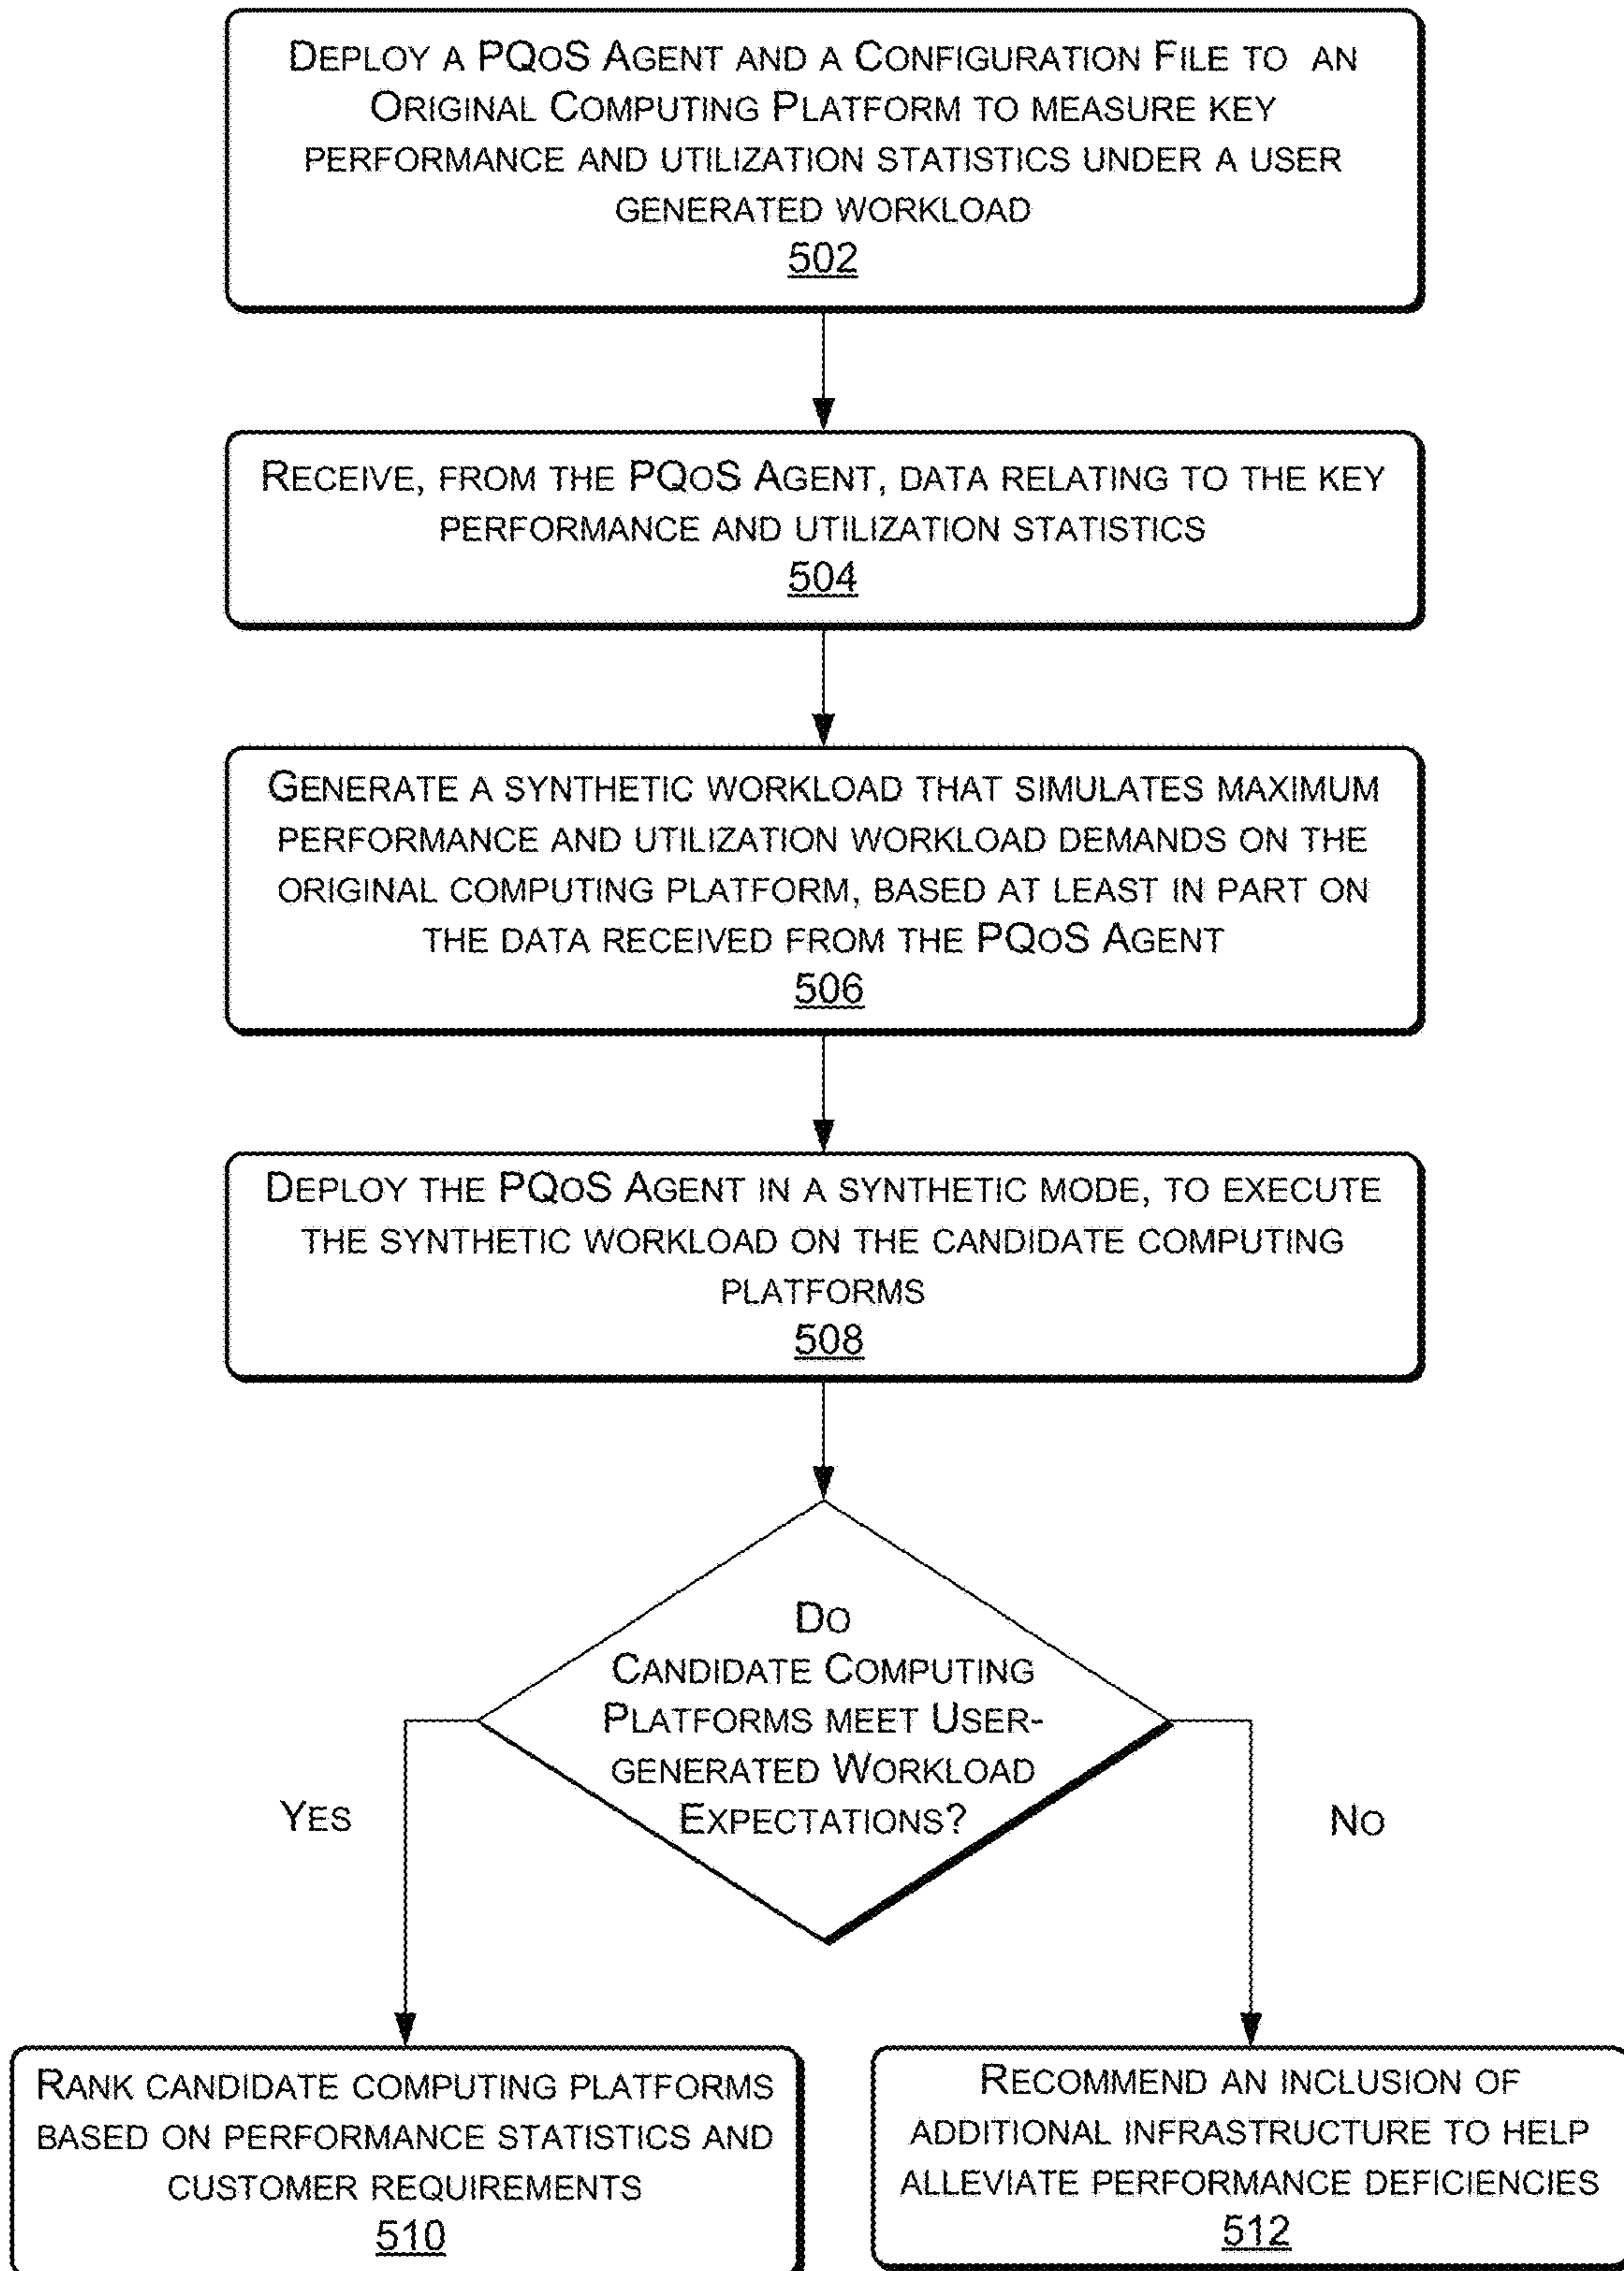 DEPLOY A PQOS AGENT AND A CONFIGURATION FILE TO AN
ORIGINAL COMPUTING PLATFORM TO MEASURE KEY
PERFORMANCE AND UTILIZATION STATISTICS UNDER A USER
GENERATED WORKLOAD
502
RECEIVE, FROM THE PQOS AGENT, DATA RELATING TO THE KEY
PERFORMANCE AND UTILIZATION STATISTICS
504
GENERATE A SYNTHETIC WORKLOAD THAT SIMULATES MAXIMUM
PERFORMANCE AND UTILIZATION WORKLOAD DEMANDS ON THE
ORIGINAL COMPUTING PLATFORM, BASED AT LEAST IN PART ON
THE DATA RECEIVED FROM THE PQOS AGENT
506
DEPLOY THE PQOS AGENT IN A SYNTHETIC MODE, TO EXECUTE
THE SYNTHETIC WORKLOAD ON THE CANDIDATE COMPUTING
PLATFORMS
508
DO
CANDIDATE COMPUTING
PLATFORMS MEET USER-
GENERATED WORKLOAD
EXPECTATIONS?
YES
NO
RANK CANDIDATE COMPUTING PLATFORMS
BASED ON PERFORMANCE STATISTICS AND
CUSTOMER REQUIREMENTS
510
RECOMMEND AN INCLUSION OF
ADDITIONAL INFRASTRUCTURE TO HELP
ALLEVIATE PERFORMANCE DEFICIENCIES
512